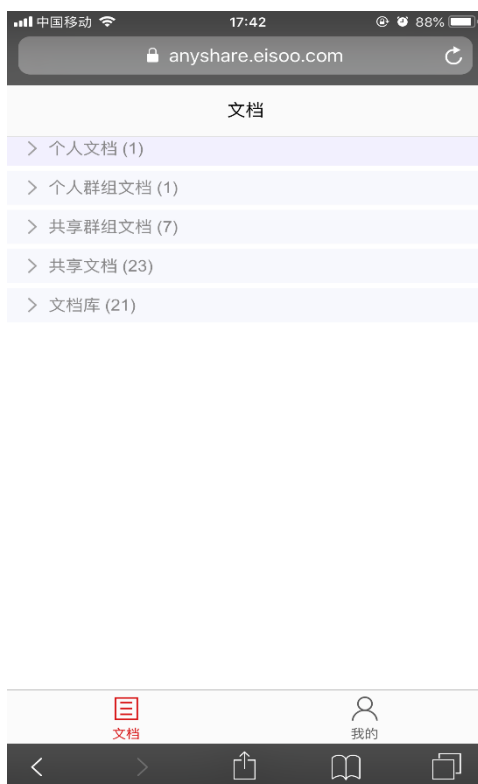 中国移动 17:42 88%
anyshare.eisoo.com
文档
个人文档 (1)
个人群组文档 (1)
共享群组文档 (7)
共享文档 (23)
文档库 (21)
文档 我的